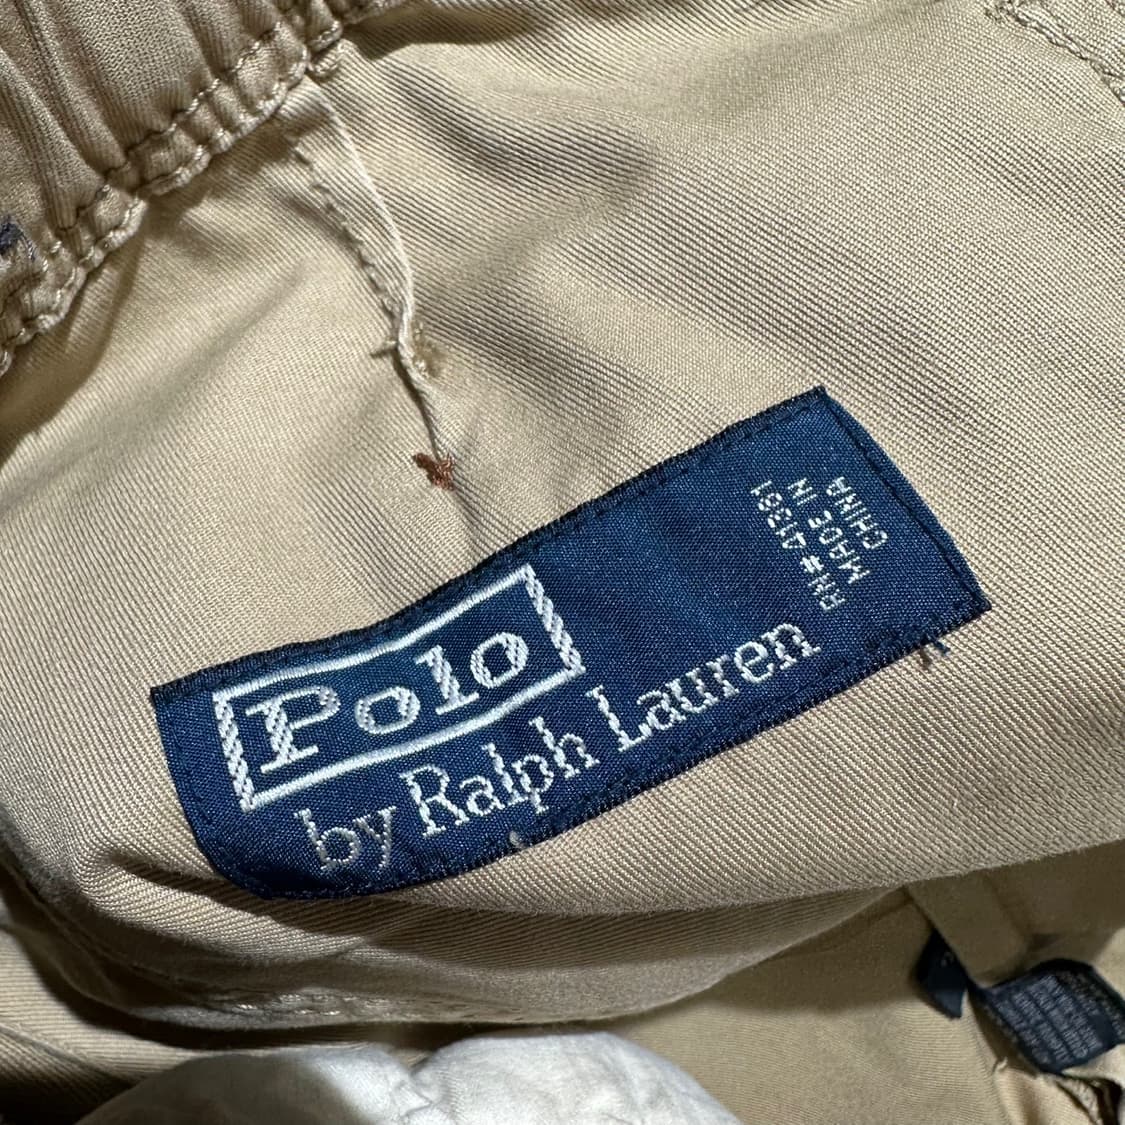 Polo
by Ralph Lauren
RN# 41381
MADE IN
CHINA